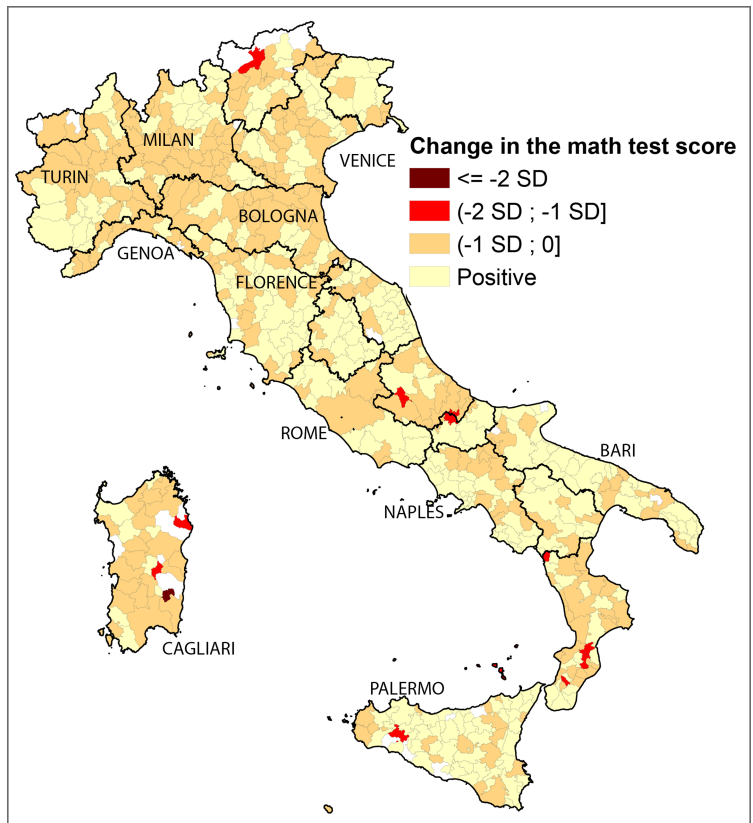 MILAN
TURIN
VENICE
BOLOGNA
GENOA
FLORENCE
ROME
BARI
NAPLES
CAGLIARI
PALERMO
Change in the math test score
<= -2 SD
(-2 SD ; -1 SD]
(-1 SD ; 0]
Positive